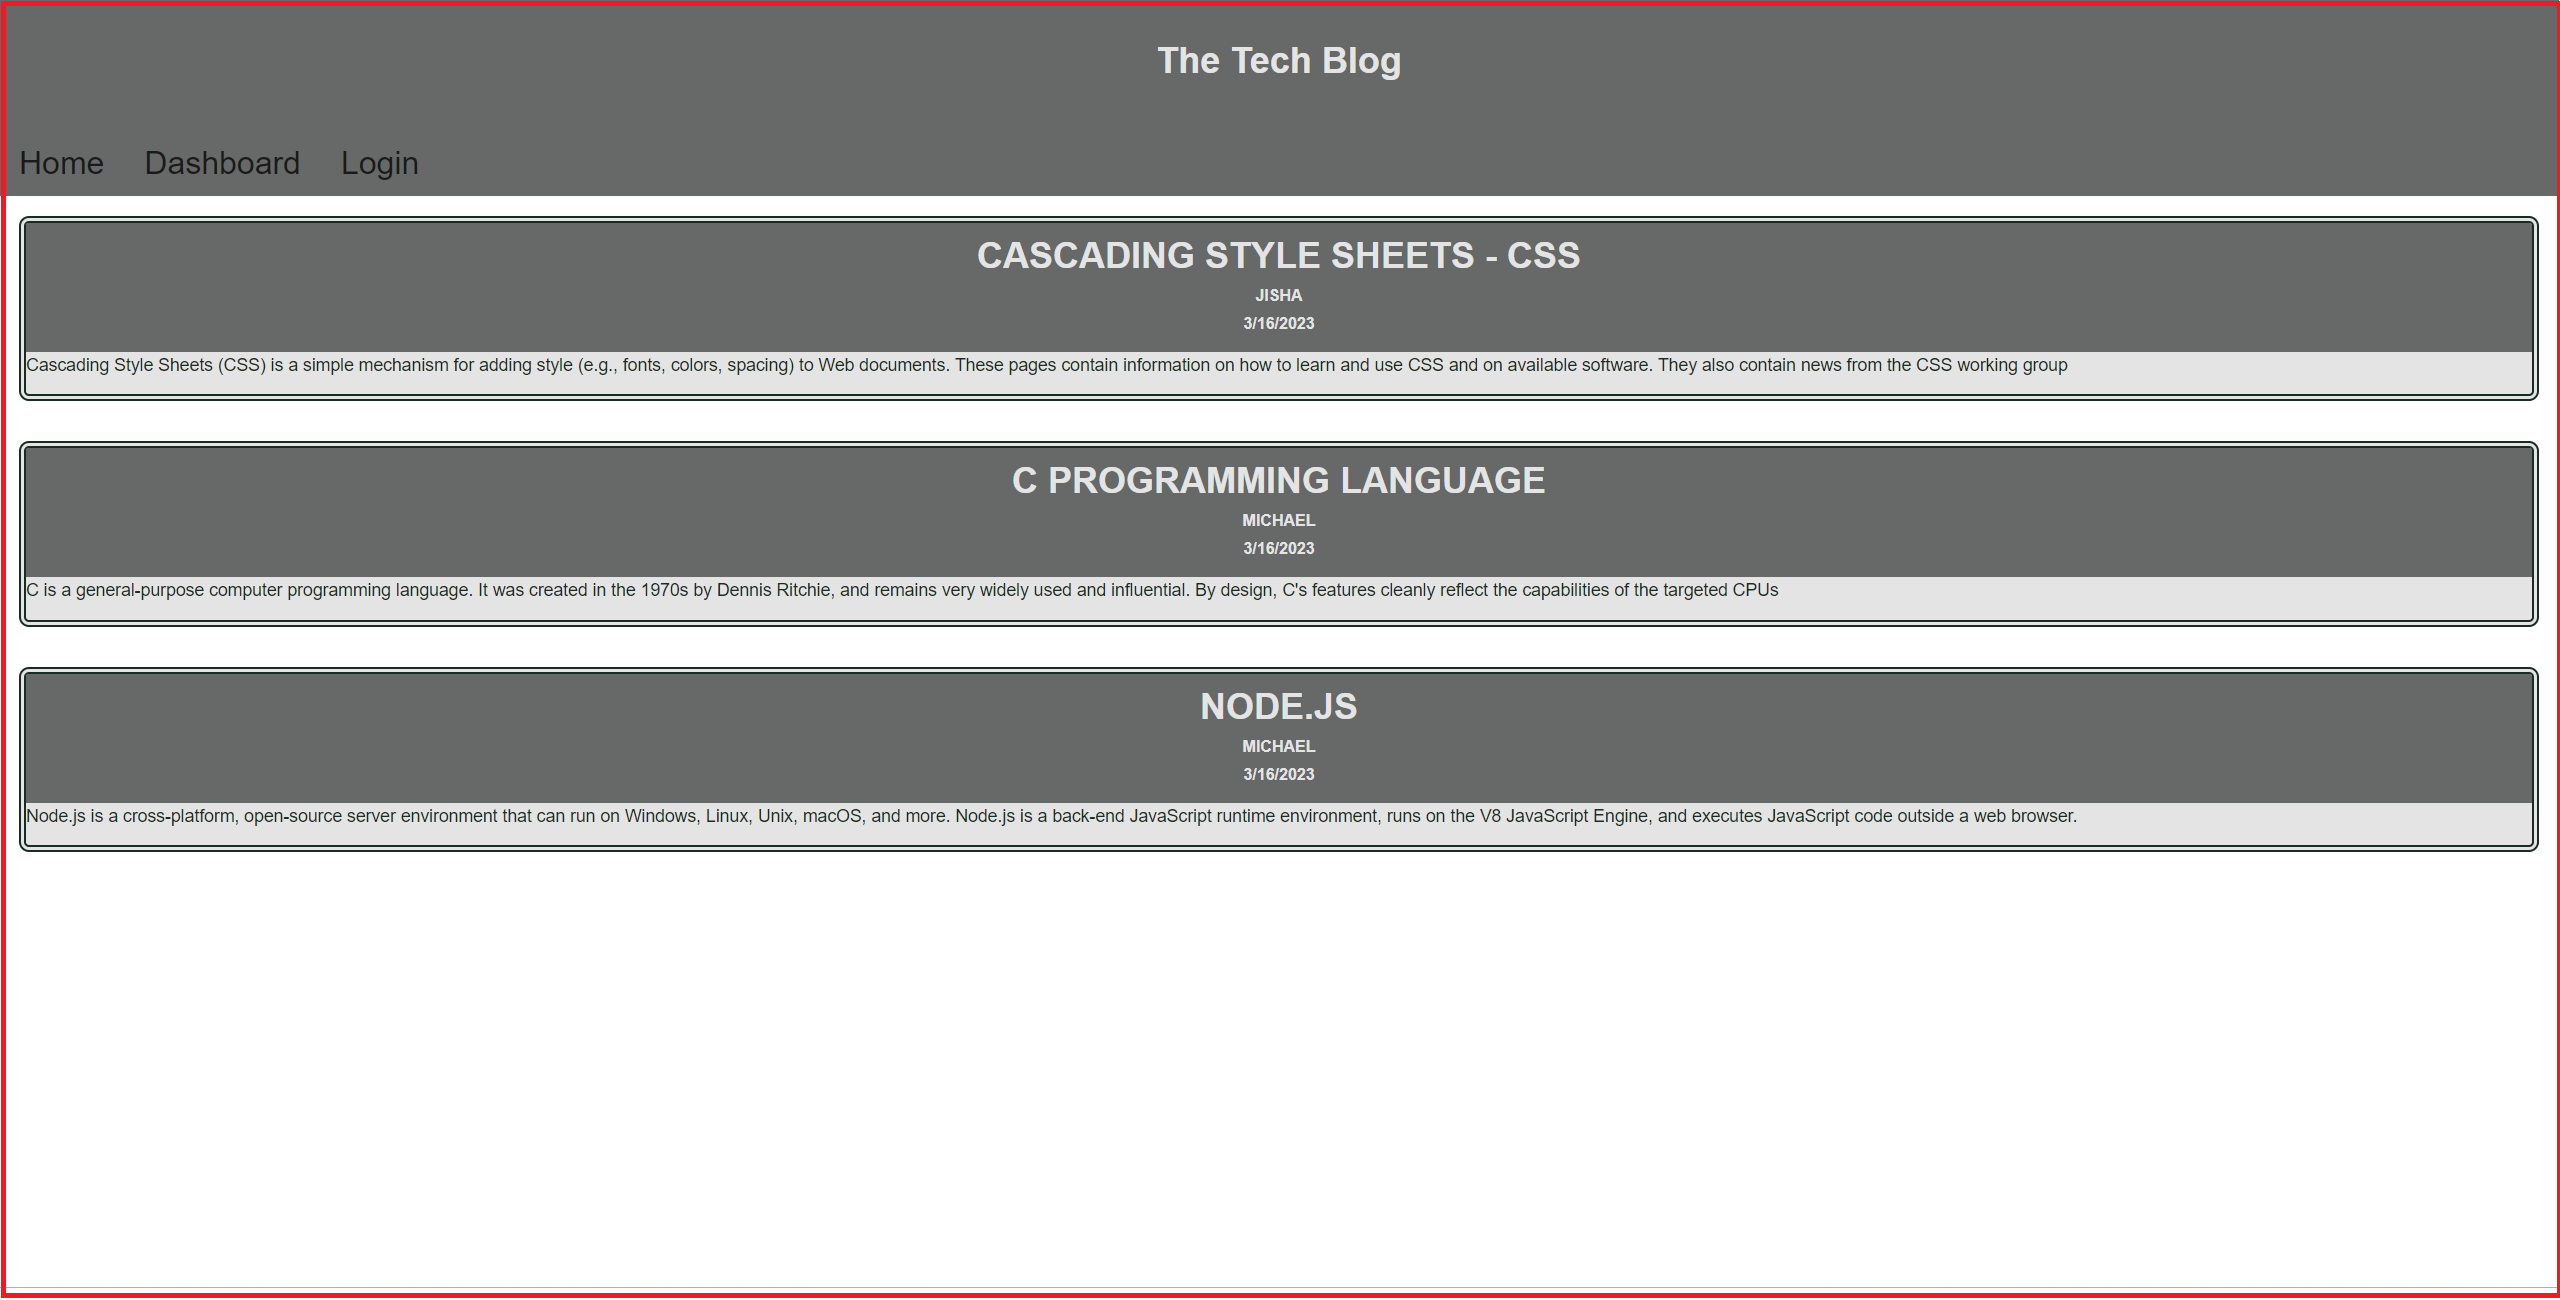 The Tech Blog
Home Dashboard Login
CASCADING STYLE SHEETS - CSS
JISHA
3/16/2023
Cascading Style Sheets (CSS) is a simple mechanism for adding style (e.g., fonts, colors, spacing) to Web documents. These pages contain information on how to learn and use CSS and on available software. They also contain news from the CSS working group
C PROGRAMMING LANGUAGE
MICHAEL
3/16/2023
C is a general-purpose computer programming language. It was created in the 1970s by Dennis Ritchie, and remains very widely used and influential. By design, C's features cleanly reflect the capabilities of the targeted CPUs
NODE.JS
MICHAEL
3/16/2023
Node.js is a cross-platform, open-source server environment that can run on Windows, Linux, Unix, macOS, and more. Node.js is a back-end JavaScript runtime environment, runs on the V8 JavaScript Engine, and executes JavaScript code outside a web browser.